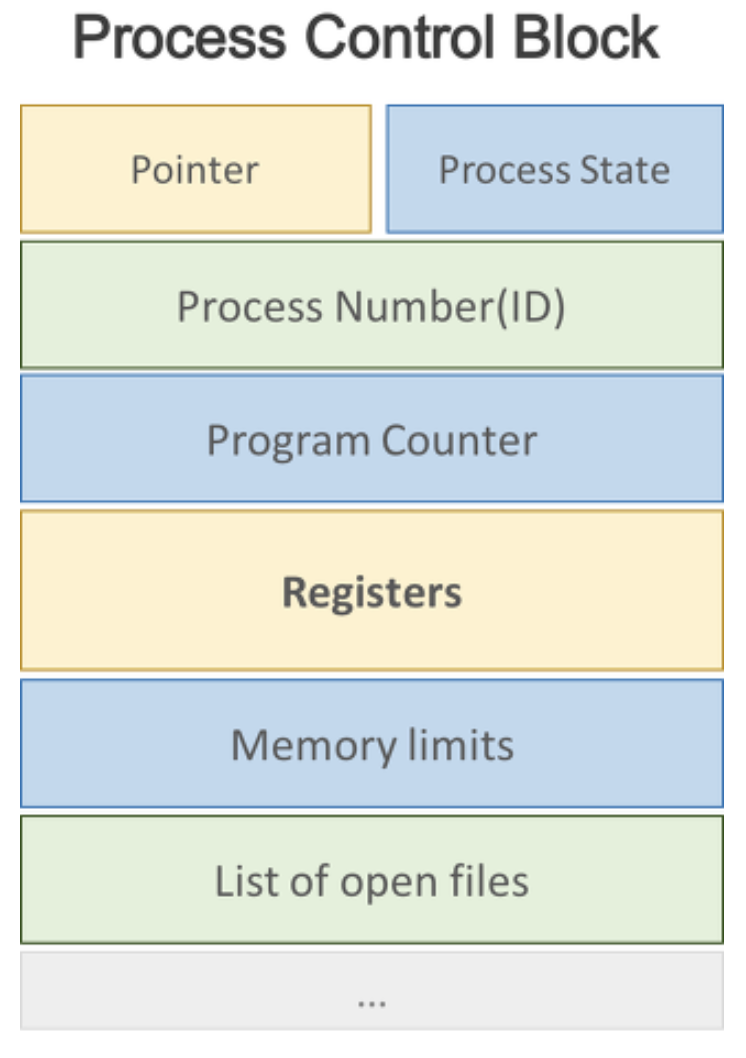 Process Control Block
Pointer
Process State
Process Number(ID)
Program Counter
Registers
Memory limits
List of open files
...